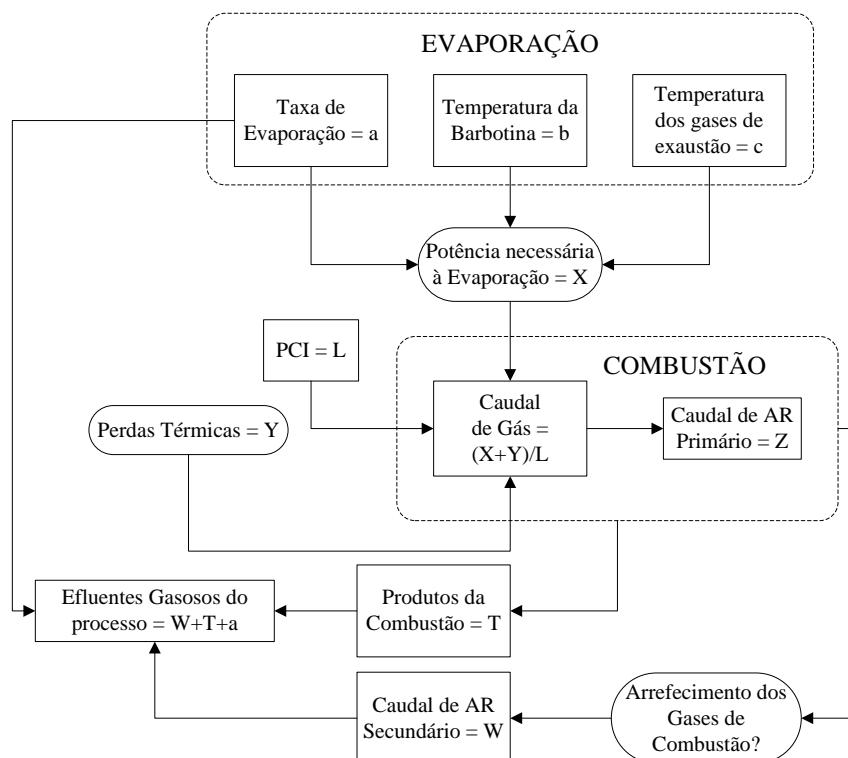 EVAPORAÇÃO
Taxa de
Evaporação = a
Temperatura da
Barbotina = b
Temperatura
dos gases de
exaustão = c
Potência necessária
à Evaporação = X
PCI = L
COMBUSTÃO
Perdas Térmicas = Y
Caudal
de Gás =
(X+Y)/L
Caudal de AR
Primário = Z
Efluentes Gasosos do
processo = W+T+a
Produtos da
Combustão = T
Caudal de AR
Secundário = W
Arrefecimento dos
Gases de
Combustão?